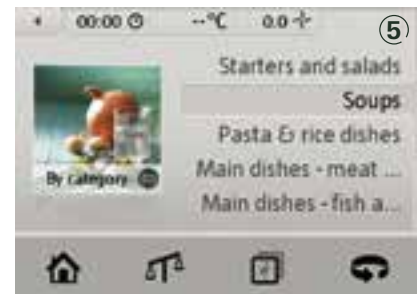 00:00 --°C 0.0
⑤
Starters and salads
Soups
Pasta & rice dishes
Main dishes - meat ...
Main dishes - fish a...
By category